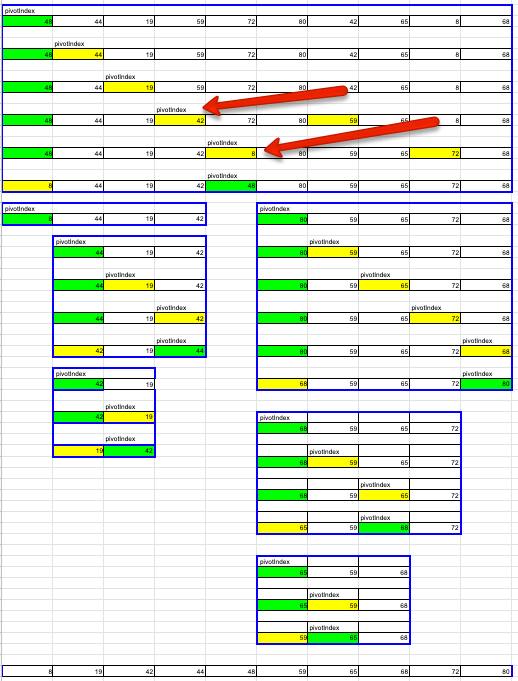 pivotIndex
48 44 19 59 72 80 42 65 8 68
pivotIndex
48 44 19 59 72 80 42 65 8 68
pivotIndex
48 44 19 59 72 80 42 65 8 68
pivotIndex
48 44 19 42 72 80 59 65 8 68
pivotIndex
48 44 19 42 8 80 59 65 72 68
pivotIndex
8 44 19 42 48 80 59 65 72 68
pivotIndex pivotIndex
8 44 19 42 80 59 65 72 68
pivotIndex pivotIndex
44 19 42 80 59 65 72 68
pivotIndex pivotIndex
44 19 42 80 59 65 72 68
pivotIndex pivotIndex
44 19 42 80 59 65 72 68
pivotIndex pivotIndex
42 19 44 80 59 65 72 68
pivotIndex pivotIndex
42 19 68 59 65 72 80
pivotIndex
42 19 pivotIndex
68 59 65 72
pivotIndex
19 42 pivotIndex
68 59 65 72
pivotIndex
68 59 65 72
pivotIndex
65 59 68 72
pivotIndex
65 59 68
pivotIndex
65 59 68
pivotIndex
59 65 68
8 19 42 44 48 59 65 68 72 80